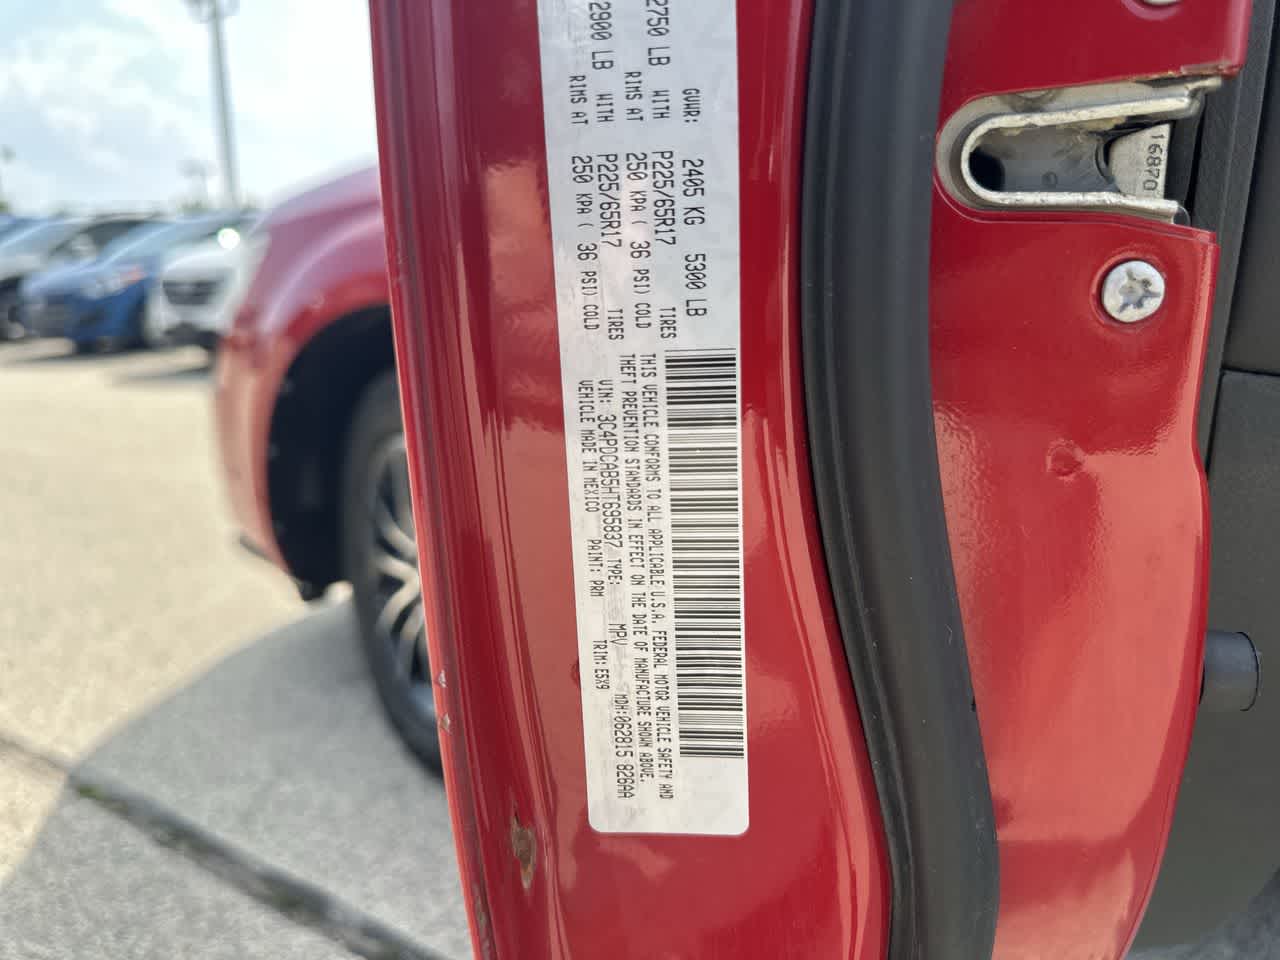 GVWR: 2405 KG 5300 LB
2750 LB WITH P225/65R17 TIRES
RIMS AT 250 KPA ( 36 PSI) COLD
2900 LB WITH P225/65R17 TIRES
RIMS AT 250 KPA ( 36 PSI) COLD
THIS VEHICLE CONFORMS TO ALL APPLICABLE U.S.A. FEDERAL MOTOR VEHICLE SAFETY AND
THEFT PREVENTION STANDARDS IN EFFECT ON THE DATE OF MANUFACTURE SHOWN ABOVE.
VIN: 3C4PDCAB5HT695837 TYPE: MPV MDH:062815 826AA
VEHICLE MADE IN MEXICO PAINT: PRM TRIM:E5X9
16870